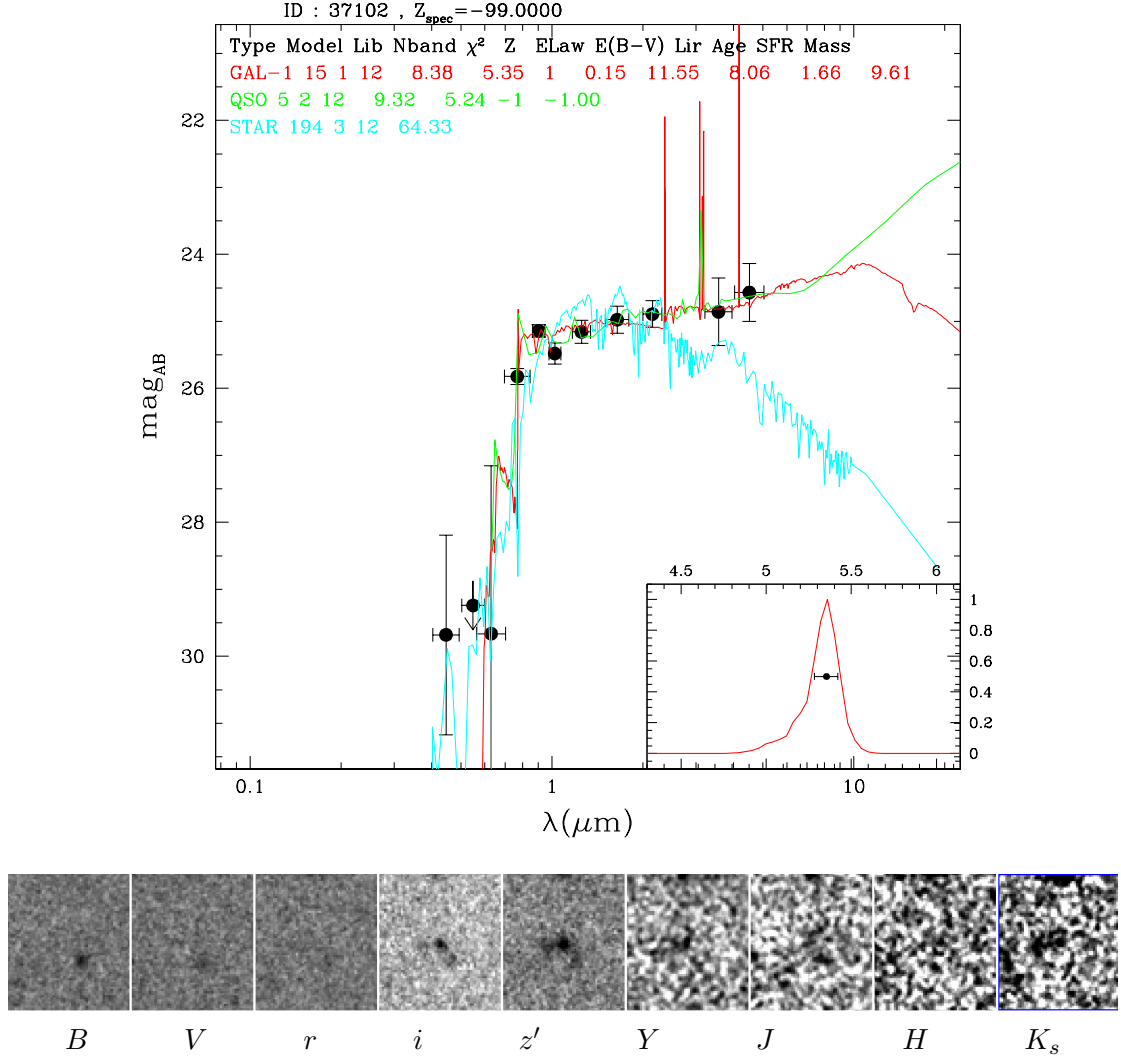 ID : 37102 , Zspec=−99.0000
Type Model Lib Nband χ² Z ELaw E(B−V) Lir Age SFR Mass
GAL−1 15 1 12 8.38 5.35 1 0.15 11.55 8.06 1.66 9.61
QSO 5 2 12 9.32 5.24 −1 −1.00
STAR 194 3 12 64.33
22
24
26
28
30
magAB
4.5 5 5.5 6
1
0.8
0.6
0.4
0.2
0
0.1 1 10
λ(μm)
B V r i z′ Y J H Ks